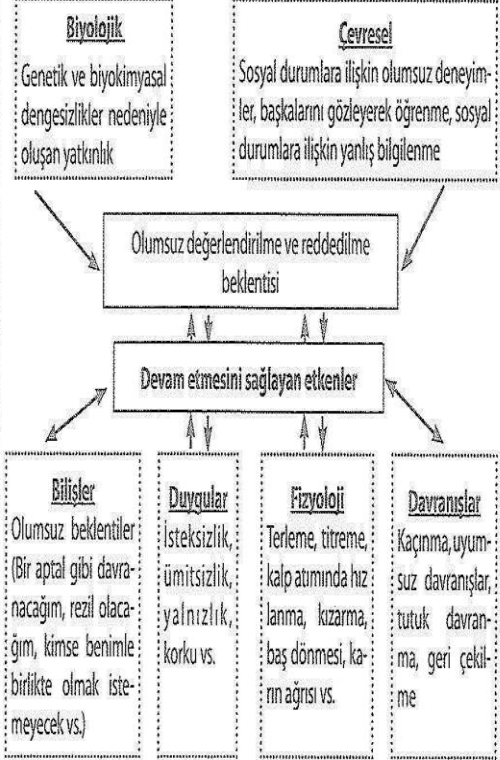 Biyolojik
Genetik ve biyokimyasal
dengesizlikler nedeniyle
oluşan yatkınlık
Çevresel
Sosyal durumlara ilişkin olumsuz deneyim-
ler, başkalarını gözleyerek öğrenme, sosyal
durumlara ilişkin yanlış bilgilenme
Olumsuz değerlendirilme ve reddedilme
beklentisi
Devam etmesini sağlayan etkenler
Bilişler
Olumsuz beklentiler
(Bir aptal gibi davra-
nacağım, rezil olaca-
ğım, kimse benimle
birlikte olmak iste-
meyecek vs.)
Duygular
İsteksizlik,
ümitsizlik,
yalnızlık,
korku vs.
Fizyoloji
Terleme, titreme,
kalp atımında hız
lanma, kızarma,
baş dönmesi, ka-
rın ağrısı vs.
Davranışlar
Kaçınma, uyum-
suz davranışlar,
tutuk davran-
ma, geri çekil-
me